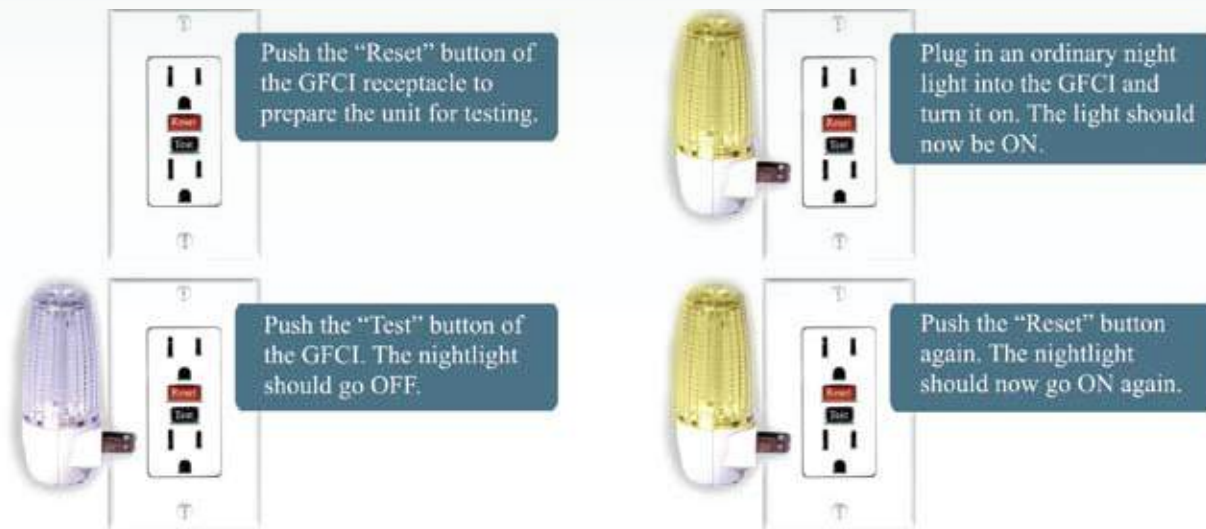 Push the “Reset” button of
the GFCI receptacle to
prepare the unit for testing.
Reset
Test
Plug in an ordinary night
light into the GFCI and
turn it on. The light should
now be ON.
Reset
Test
Push the “Test” button of
the GFCI. The nightlight
should go OFF.
Reset
Test
Push the “Reset” button
again. The nightlight
should now go ON again.
Reset
Test